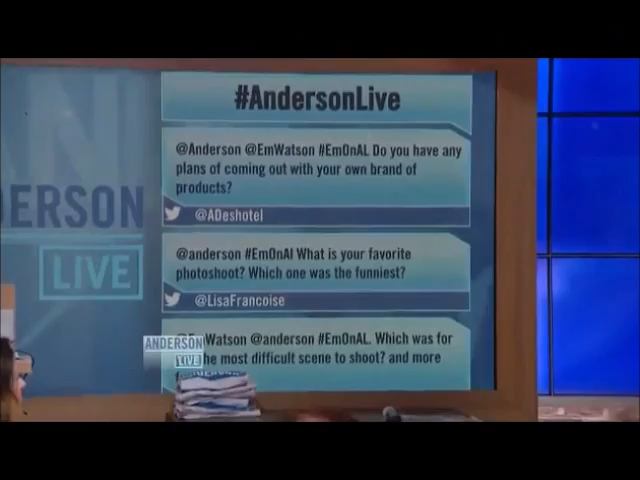 #AndersonLive
@Anderson @EmWatson #EmOnAL Do you have any
plans of coming out with your own brand of
products?
@ADeshotel
@anderson #EmOnAl What is your favorite
photoshoot? Which one was the funniest?
@LisaFrancoise
Watson @anderson #EmOnAL. Which was for
he most difficult scene to shoot? and more
ERSON
LIVE
ANDERSON
LIVE